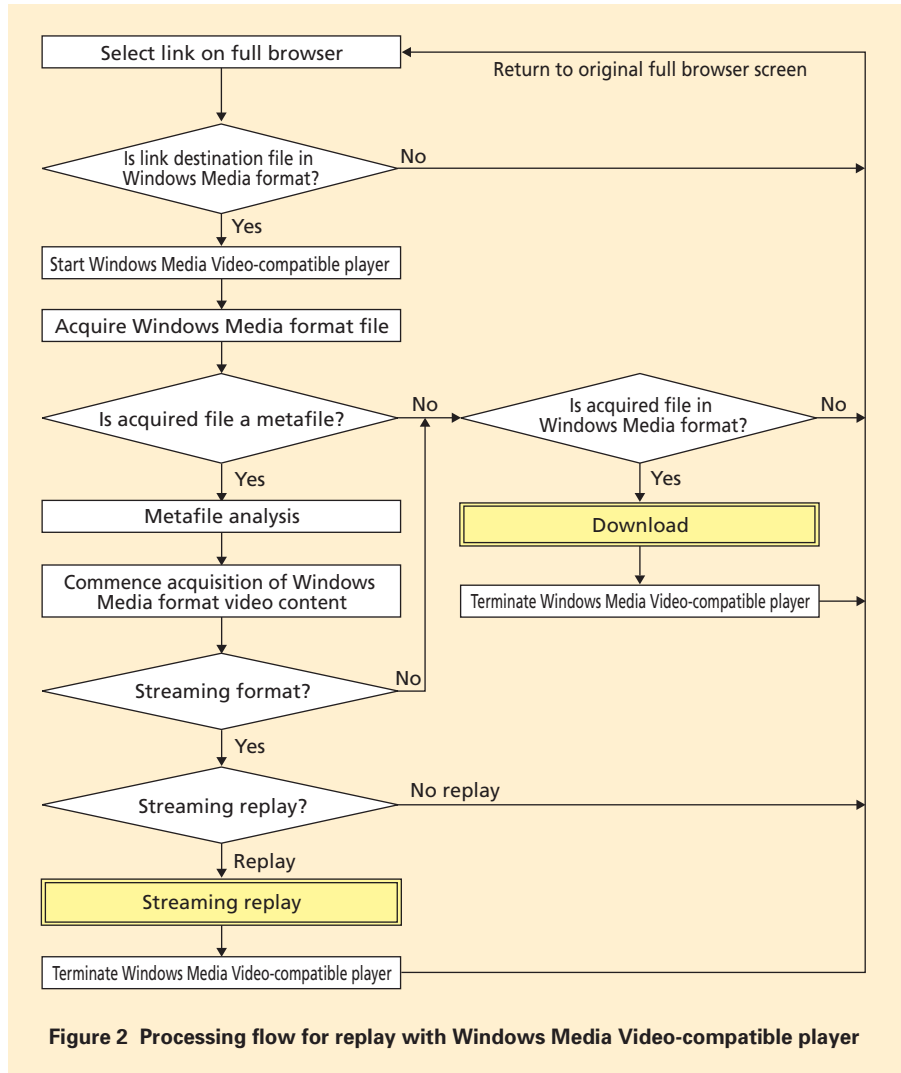 Select link on full browser
Return to original full browser screen
Is link destination file in
Windows Media format?
No
Yes
Start Windows Media Video-compatible player
Acquire Windows Media format file
Is acquired file a metafile?
No
Is acquired file in
Windows Media format?
No
Yes
Yes
Metafile analysis
Download
Commence acquisition of Windows
Media format video content
Terminate Windows Media Video-compatible player
Streaming format?
No
Yes
Streaming replay?
No replay
Replay
Streaming replay
Terminate Windows Media Video-compatible player
Figure 2 Processing flow for replay with Windows Media Video-compatible player